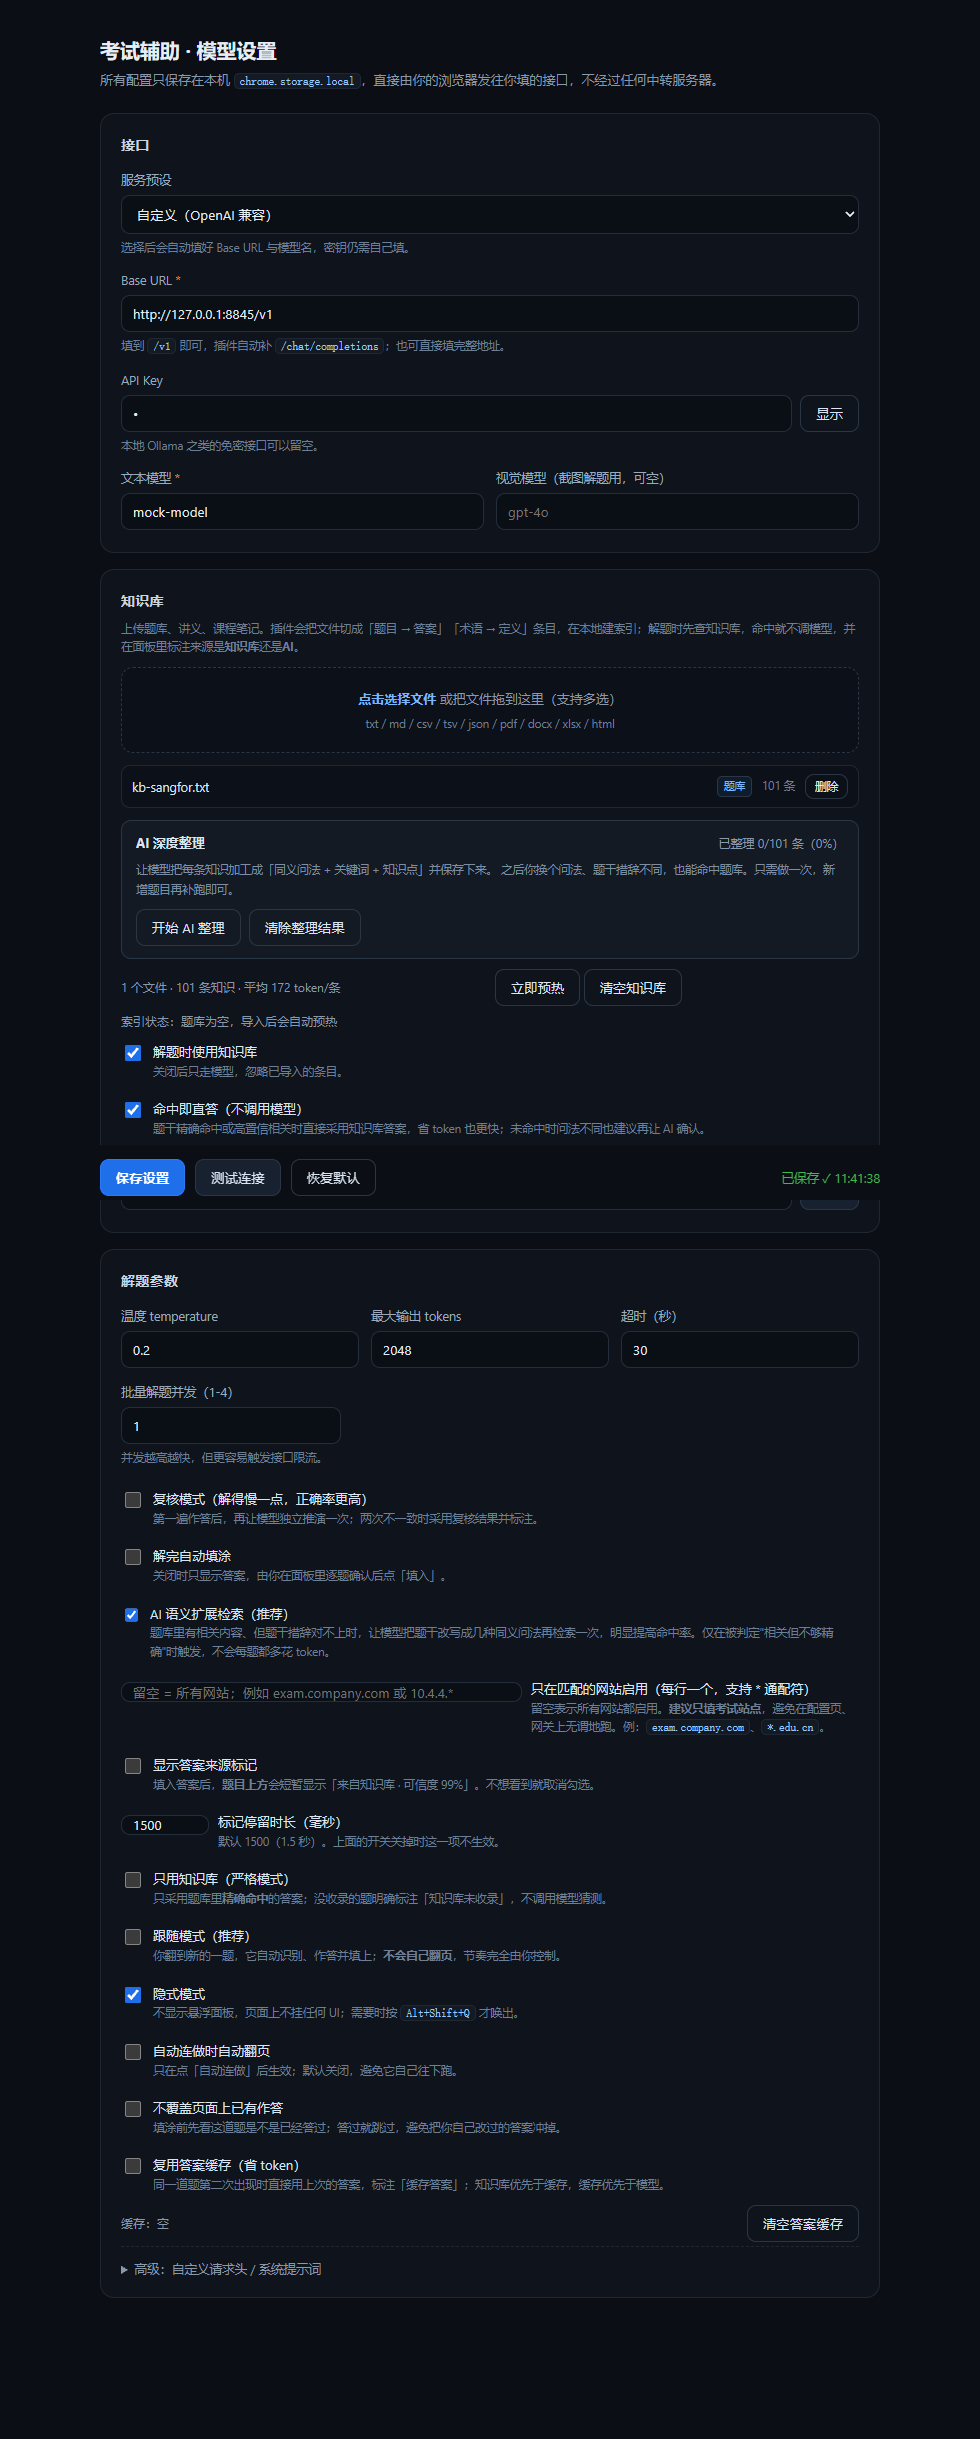 考试辅助 · 模型设置
所有配置只保存在本机 chrome.storage.local，直接由你的浏览器发往你填的接口，不经过任何中转服务器。
接口
服务预设
自定义（OpenAI 兼容）
选择后会自动填好 Base URL 与模型名，密钥仍需自己填。
Base URL *
http://127.0.0.1:8845/v1
填到 /v1 即可，插件自动补 /chat/completions；也可直接填完整地址。
API Key
•
显示
本地 Ollama 之类的免密接口可以留空。
文本模型 *
视觉模型（截图解题用，可空）
mock-model
gpt-4o
知识库
上传题库、讲义、课程笔记。插件会把文件切成「题目 → 答案」「术语 → 定义」条目，在本地建索引；解题时先查知识库，命中就不调模型，并
在面板里标注来源是知识库还是AI。
点击选择文件 或把文件拖到这里（支持多选）
txt / md / csv / tsv / json / pdf / docx / xlsx / html
kb-sangfor.txt
题库 101 条 删除
AI 深度整理
已整理 0/101 条（0%）
让模型把每条知识加工成「同义问法 + 关键词 + 知识点」并保存下来。 之后你换个问法、题干措辞不同，也能命中题库。只需做一次，新
增题目再补跑即可。
开始 AI 整理 清除整理结果
1 个文件 · 101 条知识 · 平均 172 token/条
立即预热 清空知识库
索引状态：题库为空，导入后会自动预热
解题时使用知识库
关闭后只走模型，忽略已导入的条目。
命中即直答（不调用模型）
题干精确命中或高置信相关时直接采用知识库答案，省 token 也更快；未命中时问法不同也建议再让 AI 确认。
保存设置 测试连接 恢复默认
已保存 ✓ 11:41:38
解题参数
温度 temperature
最大输出 tokens
超时（秒）
0.2
2048
30
批量解题并发（1-4）
1
并发越高越快，但更容易触发接口限流。
复核模式（解得慢一点，正确率更高）
第一遍作答后，再让模型独立推演一次；两次不一致时采用复核结果并标注。
解完自动填涂
关闭时只显示答案，由你在面板里逐题确认后点「填入」。
AI 语义扩展检索（推荐）
题库里有相关内容、但题干措辞对不上时，让模型把题干改写成几种同义问法再检索一次，明显提高命中率。仅在被判定"相关但不够精
确"时触发，不会每题都多花 token。
留空 = 所有网站；例如 exam.company.com 或 10.4.4.*
只在匹配的网站启用（每行一个，支持 * 通配符）
留空表示所有网站都启用。建议只填考试站点，避免在配置页、
网关上无谓地跑。例：exam.company.com、*.edu.cn。
显示答案来源标记
填入答案后，题目上方会短暂显示「来自知识库 · 可信度 99%」。不想看到就取消勾选。
1500
标记停留时长（毫秒）
默认 1500（1.5 秒）。上面的开关关掉时这一项不生效。
只用知识库（严格模式）
只采用题库里精确命中的答案；没收录的题明确标注「知识库未收录」，不调用模型猜测。
跟随模式（推荐）
你翻到新的一题，它自动识别、作答并填上；不会自己翻页，节奏完全由你控制。
隐式模式
不显示悬浮面板，页面上不挂任何 UI；需要时按 Alt+Shift+Q 才唤出。
自动连做时自动翻页
只在点「自动连做」后生效；默认关闭，避免它自己往下跑。
不覆盖页面上已有作答
填涂前先看这道题是不是已经答过；答过就跳过，避免把你自己改过的答案冲掉。
复用答案缓存（省 token）
同一道题第二次出现时直接用上次的答案，标注「缓存答案」；知识库优先于缓存，缓存优先于模型。
缓存：空
清空答案缓存
高级：自定义请求头 / 系统提示词